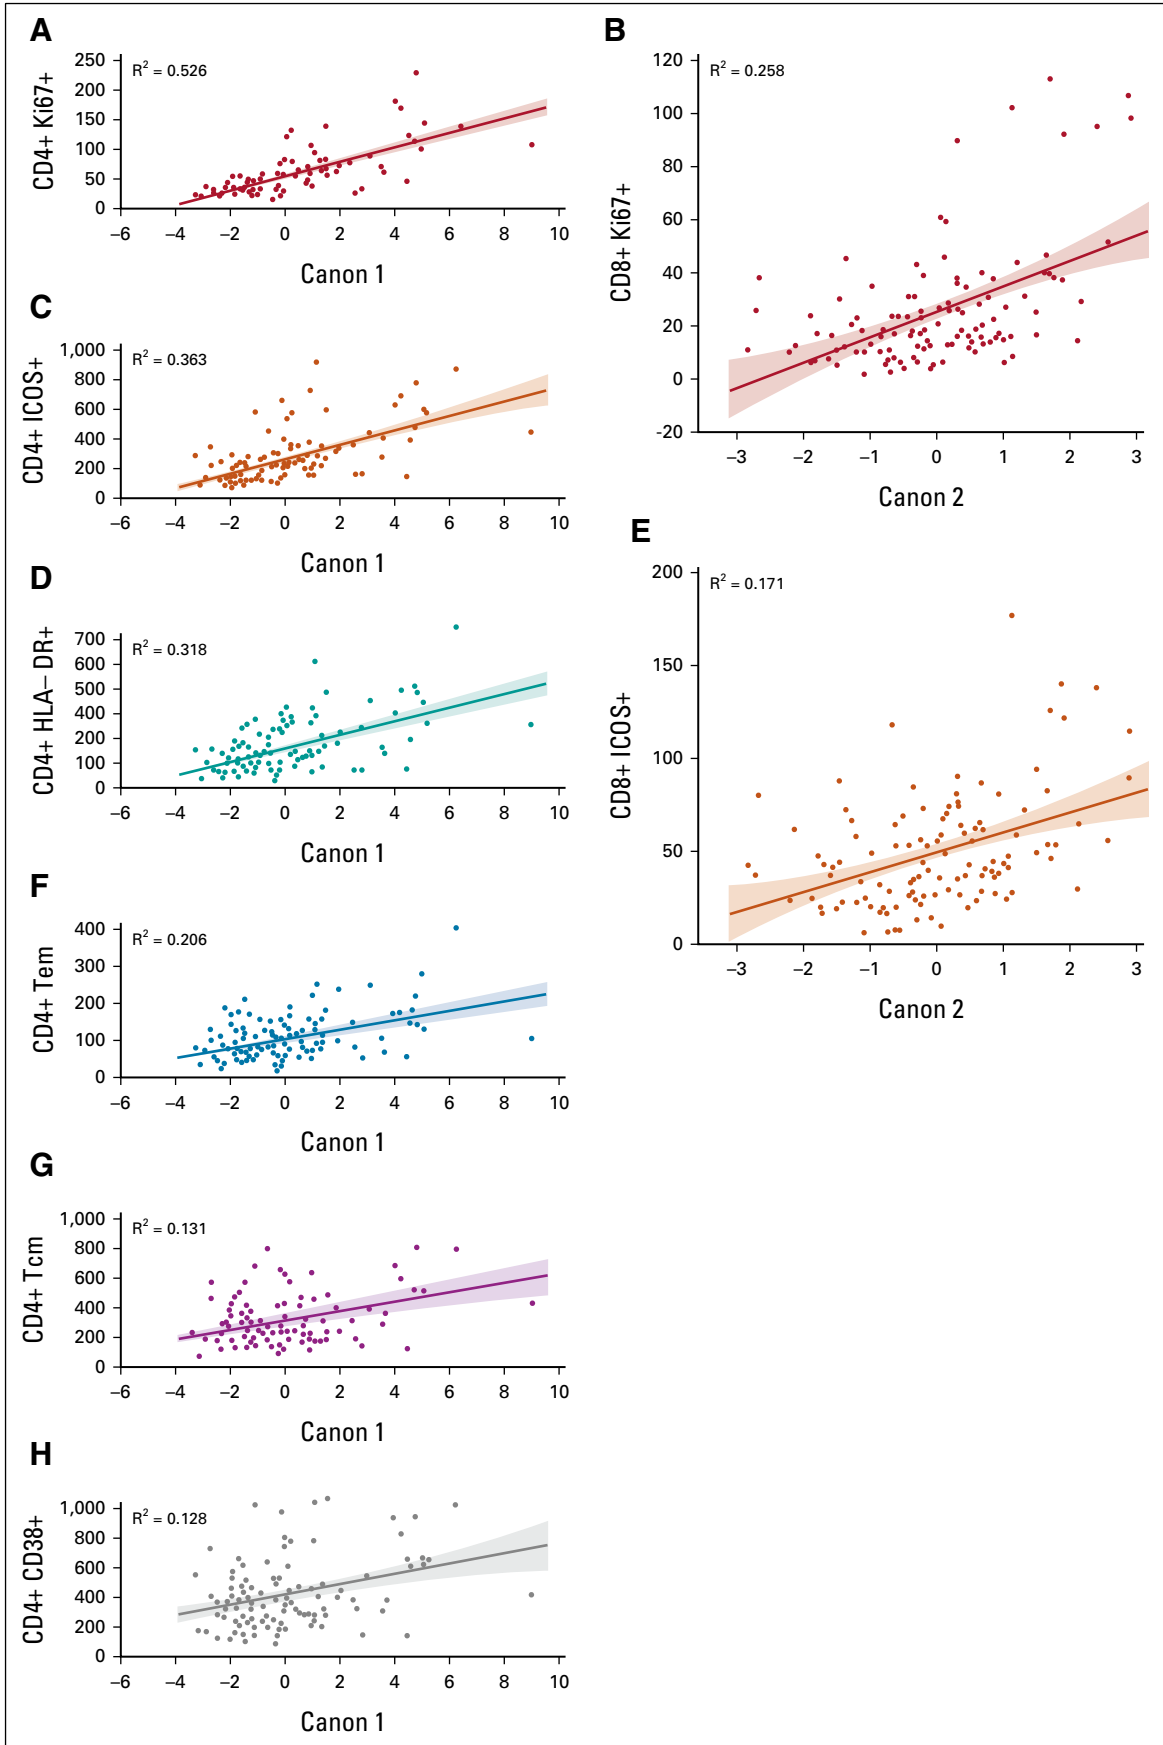 A
R² = 0.526
CD4+ Ki67+
250
200
150
100
50
0
–6 –4 –2 0 2 4 6 8 10
Canon 1
B
R² = 0.258
CD8+ Ki67+
120
100
80
60
40
20
0
-20
–3 –2 –1 0 1 2 3
Canon 2
C
R² = 0.363
CD4+ ICOS+
1,000
800
600
400
200
0
–6 –4 –2 0 2 4 6 8 10
Canon 1
D
R² = 0.318
CD4+ HLA– DR+
700
600
500
400
300
200
100
0
–6 –4 –2 0 2 4 6 8 10
Canon 1
E
R² = 0.171
CD8+ ICOS+
200
150
100
50
0
–3 –2 –1 0 1 2 3
Canon 2
F
R² = 0.206
CD4+ Tem
400
300
200
100
0
–6 –4 –2 0 2 4 6 8 10
Canon 1
G
R² = 0.131
CD4+ Tcm
1,000
800
600
400
200
0
–6 –4 –2 0 2 4 6 8 10
Canon 1
H
R² = 0.128
CD4+ CD38+
1,000
800
600
400
200
0
–6 –4 –2 0 2 4 6 8 10
Canon 1